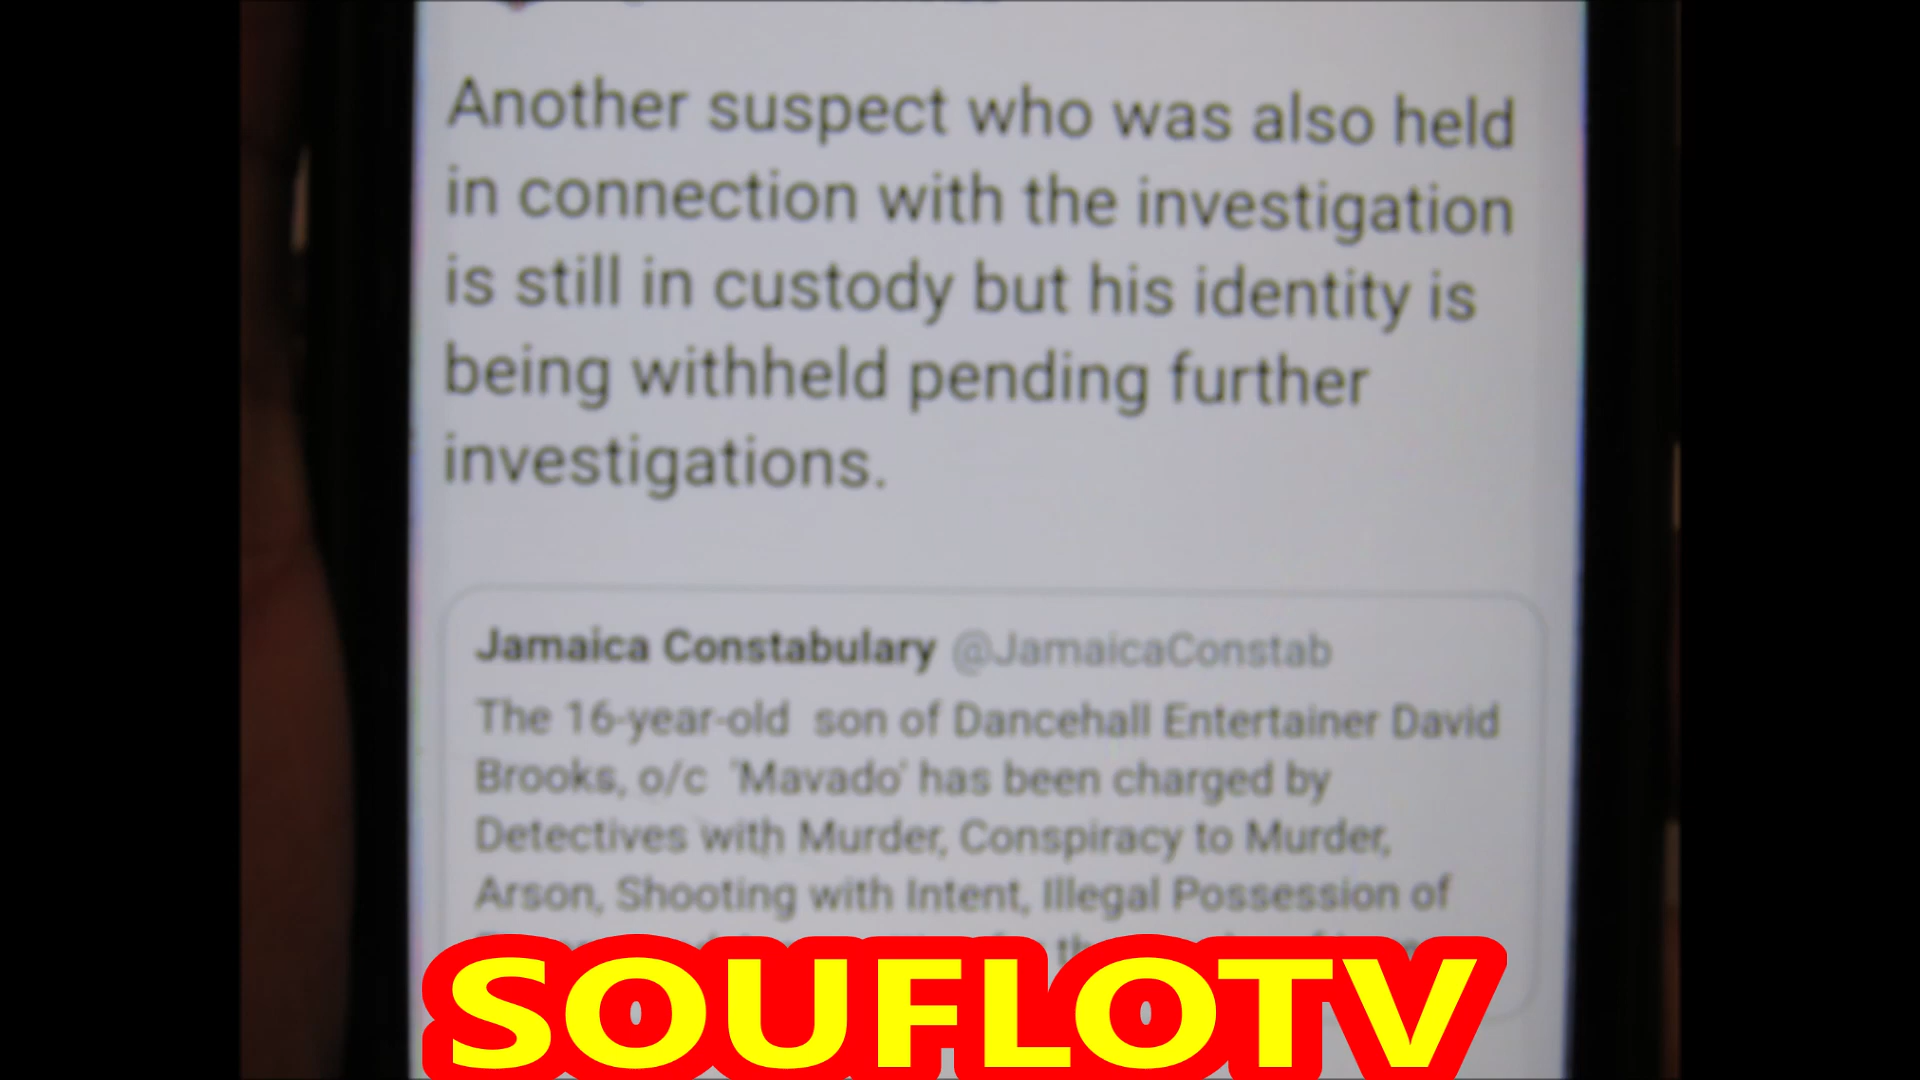 Another suspect who was also held
in connection with the investigation
is still in custody but his identity is
being withheld pending further
investigations.
Jamaica Constabulary @JamaicaConstab
The 16-year-old son of Dancehall Entertainer David
Brooks, o/c 'Mavado' has been charged by
Detectives with Murder, Conspiracy to Murder,
Arson, Shooting with Intent, Illegal Possession of
SOUFLOTV